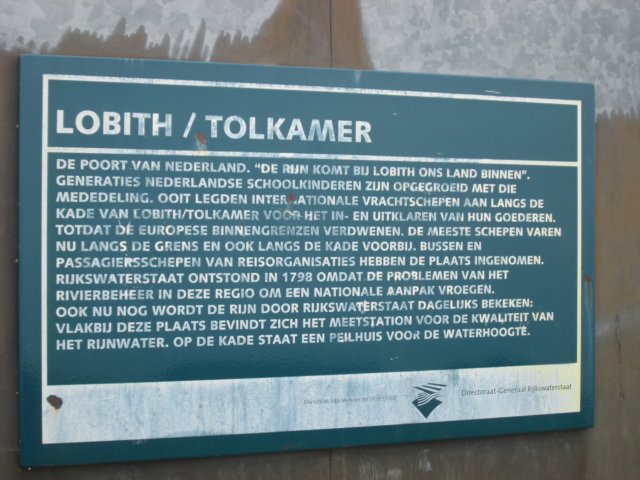 LOBITH / TOLKAMER
DE POORT VAN NEDERLAND. "DE RIJN KOMT BIJ LOBITH ONS LAND BINNEN".
GENERATIES NEDERLANDSE SCHOOLKINDEREN ZIJN OPGEGROEID MET DIE
MEDEDELING. OOIT LEGDEN INTERNATIONALE VRACHTSCHEPEN AAN LANGS DE
KADE VAN LOBITH/TOLKAMER VOOR HET IN- EN UITKLAREN VAN HUN GOEDEREN.
TOTDAT DE EUROPESE BINNENGRENZEN VERDWENEN. DE MEESTE SCHEPEN VAREN
NU LANGS DE GRENS EN OOK LANGS DE KADE VOORBIJ. BUSSEN EN
PASSAGIERSSCHEPEN VAN REISORGANISATIES HEBBEN DE PLAATS INGENOMEN.
RIJKSWATERSTAAT ONTSTOND IN 1798 OMDAT DE PROBLEMEN VAN HET
RIVIERBEHEER IN DEZE REGIO OM EEN NATIONALE AANPAK VROEGEN.
OOK NU NOG WORDT DE RIJN DOOR RIJKSWATERSTAAT DAGELIJKS BEKEKEN:
VLAKBIJ DEZE PLAATS BEVINDT ZICH HET MEETSTATION VOOR DE KWALITEIT VAN
HET RIJNWATER. OP DE KADE STAAT EEN PEILHUIS VOOR DE WATERHOOGTE.
Ministerie van Verkeer en Waterstaat
Directoraat-Generaal Rijkswaterstaat